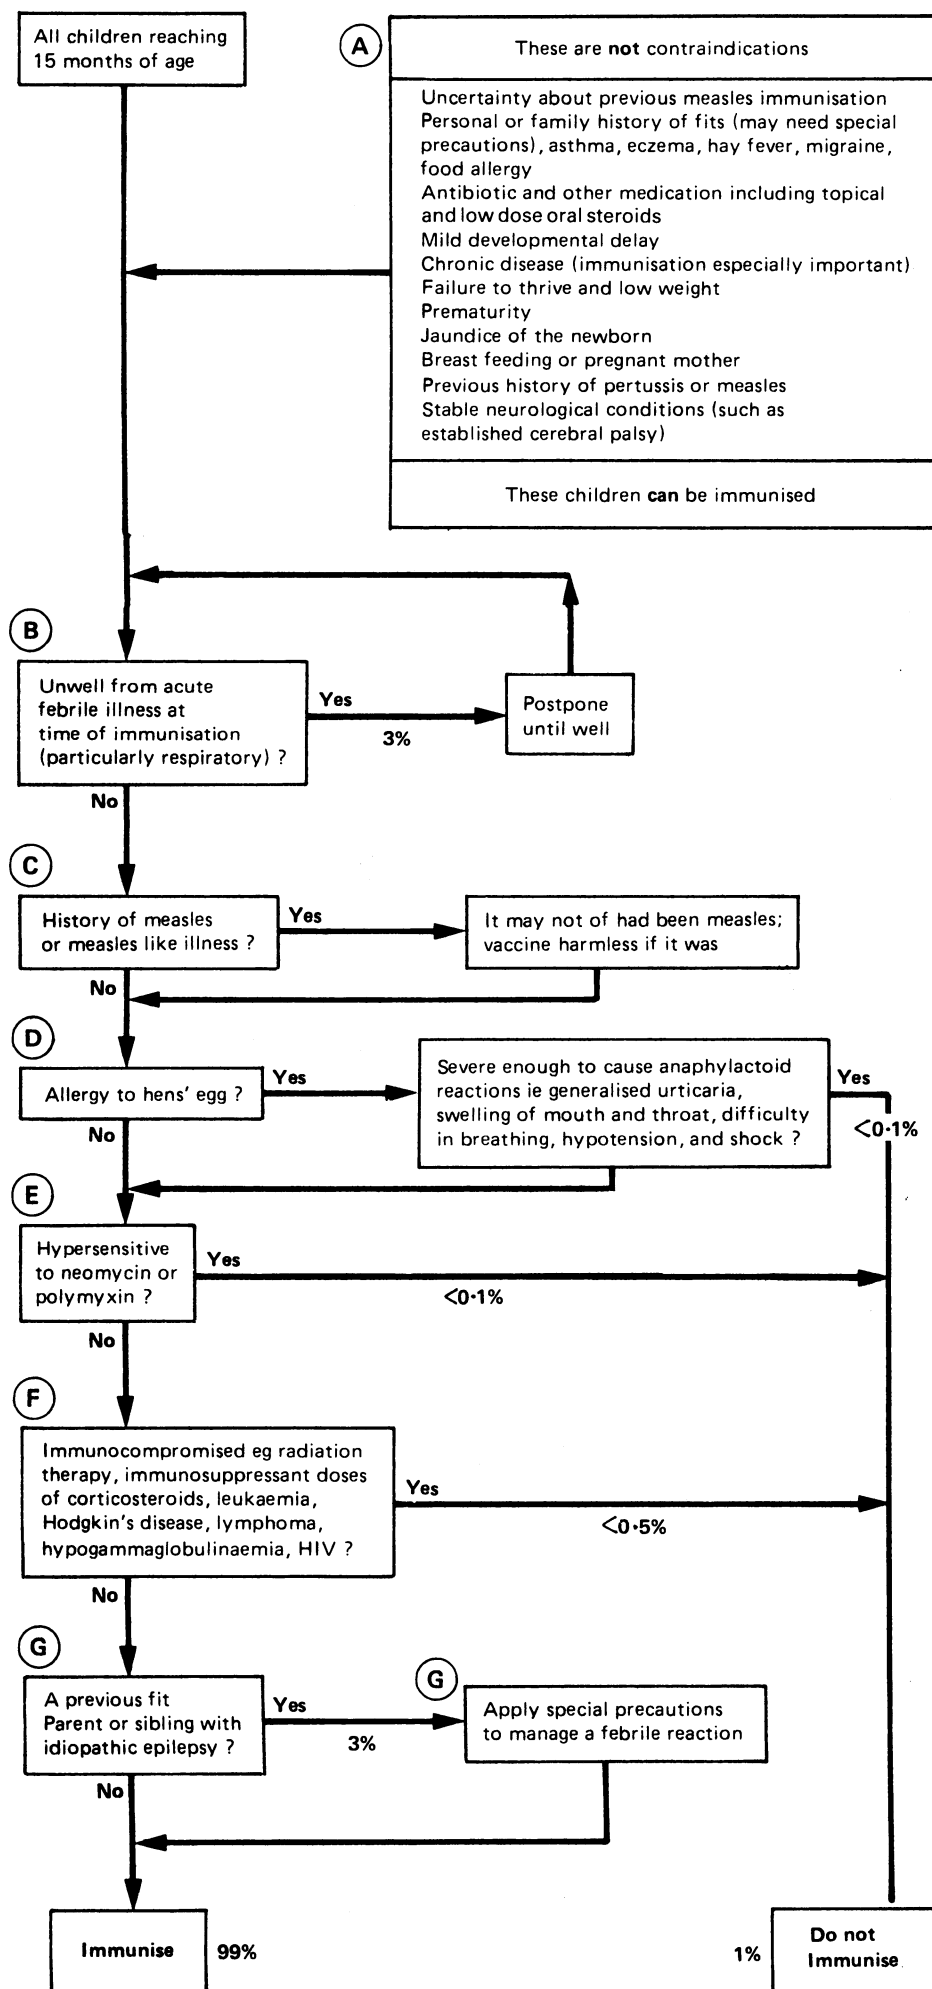 All children reaching
15 months of age
A
These are not contraindications
Uncertainty about previous measles immunisation
Personal or family history of fits (may need special
precautions), asthma, eczema, hay fever, migraine,
food allergy
Antibiotic and other medication including topical
and low dose oral steroids
Mild developmental delay
Chronic disease (immunisation especially important)
Failure to thrive and low weight
Prematurity
Jaundice of the newborn
Breast feeding or pregnant mother
Previous history of pertussis or measles
Stable neurological conditions (such as
established cerebral palsy)
These children can be immunised
B
Unwell from acute
febrile illness at
time of immunisation
(particularly respiratory) ?
Yes
3%
Postpone
until well
No
C
History of measles
or measles like illness ?
Yes
It may not of had been measles;
vaccine harmless if it was
No
D
Allergy to hens' egg ?
Yes
Severe enough to cause anaphylactoid
reactions ie generalised urticaria,
swelling of mouth and throat, difficulty
in breathing, hypotension, and shock ?
Yes
<0·1%
No
E
Hypersensitive
to neomycin or
polymyxin ?
Yes
<0·1%
No
F
Immunocompromised eg radiation
therapy, immunosuppressant doses
of corticosteroids, leukaemia,
Hodgkin's disease, lymphoma,
hypogammaglobulinaemia, HIV ?
Yes
<0·5%
No
G
A previous fit
Parent or sibling with
idiopathic epilepsy ?
Yes
3%
G
Apply special precautions
to manage a febrile reaction
No
Immunise
99%
1%
Do not
Immunise